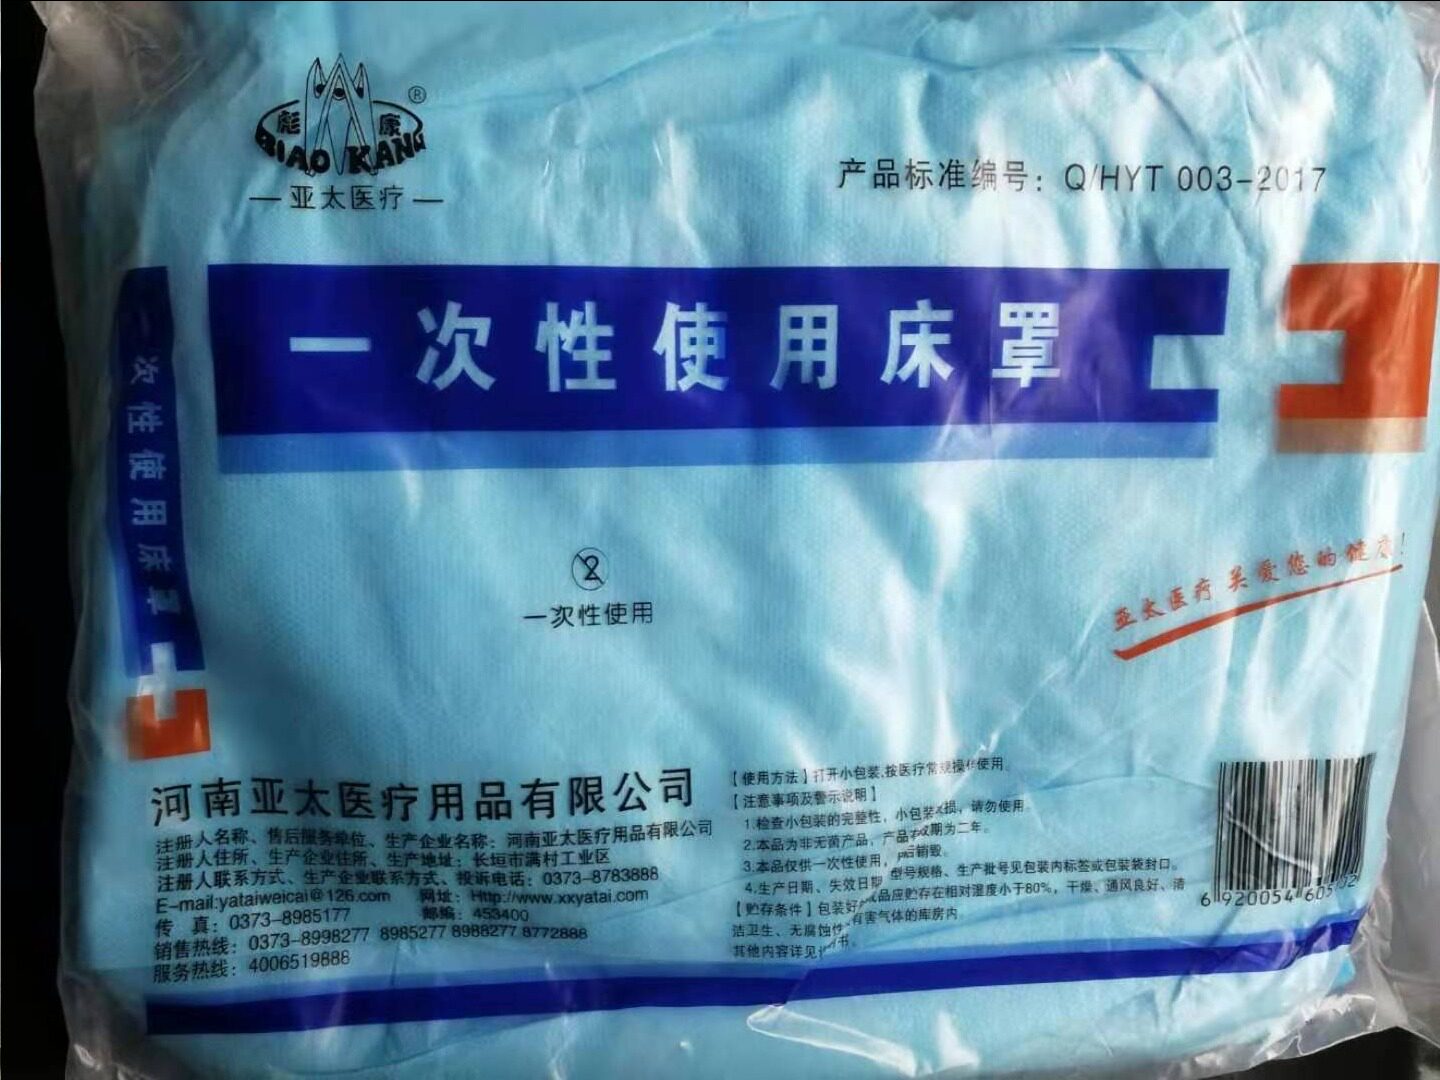 彪 康
BIAO KANG
®
亚太医疗
产品标准编号：Q/HYT 003-2017
一次性使用床罩
一次性使用床罩
2
一次性使用
亚太医疗 关爱您的健康！
河南亚太医疗用品有限公司
注册人名称、售后服务单位、生产企业名称：河南亚太医疗用品有限公司
注册人住所、生产企业住所、生产地址：长垣市满村工业区
注册人联系方式、生产企业联系方式、投诉电话：0373-8783888
E-mail:yataiweicai@126.com 网址：Http://www.xxyatai.com
传 真：0373-8985177 邮编：453400
销售热线：0373-8998277 8985277 8988277 8772888
服务热线：4006519888
【使用方法】打开小包装,按医疗常规操作使用。
【注意事项及警示说明】
1.检查小包装的完整性，小包装破损，请勿使用。
2.本品为非无菌产品，产品有效期为二年。
3.本品仅供一次性使用，后销毁。
4.生产日期、失效日期 型号规格、生产批号见包装内标签或包装袋封口。
【贮存条件】包装好 品应贮存在相对湿度小于80%，干燥、通风良好、清
洁卫生、无腐蚀性 有害气体的库房内
其他内容详见 书。
6 920054 60